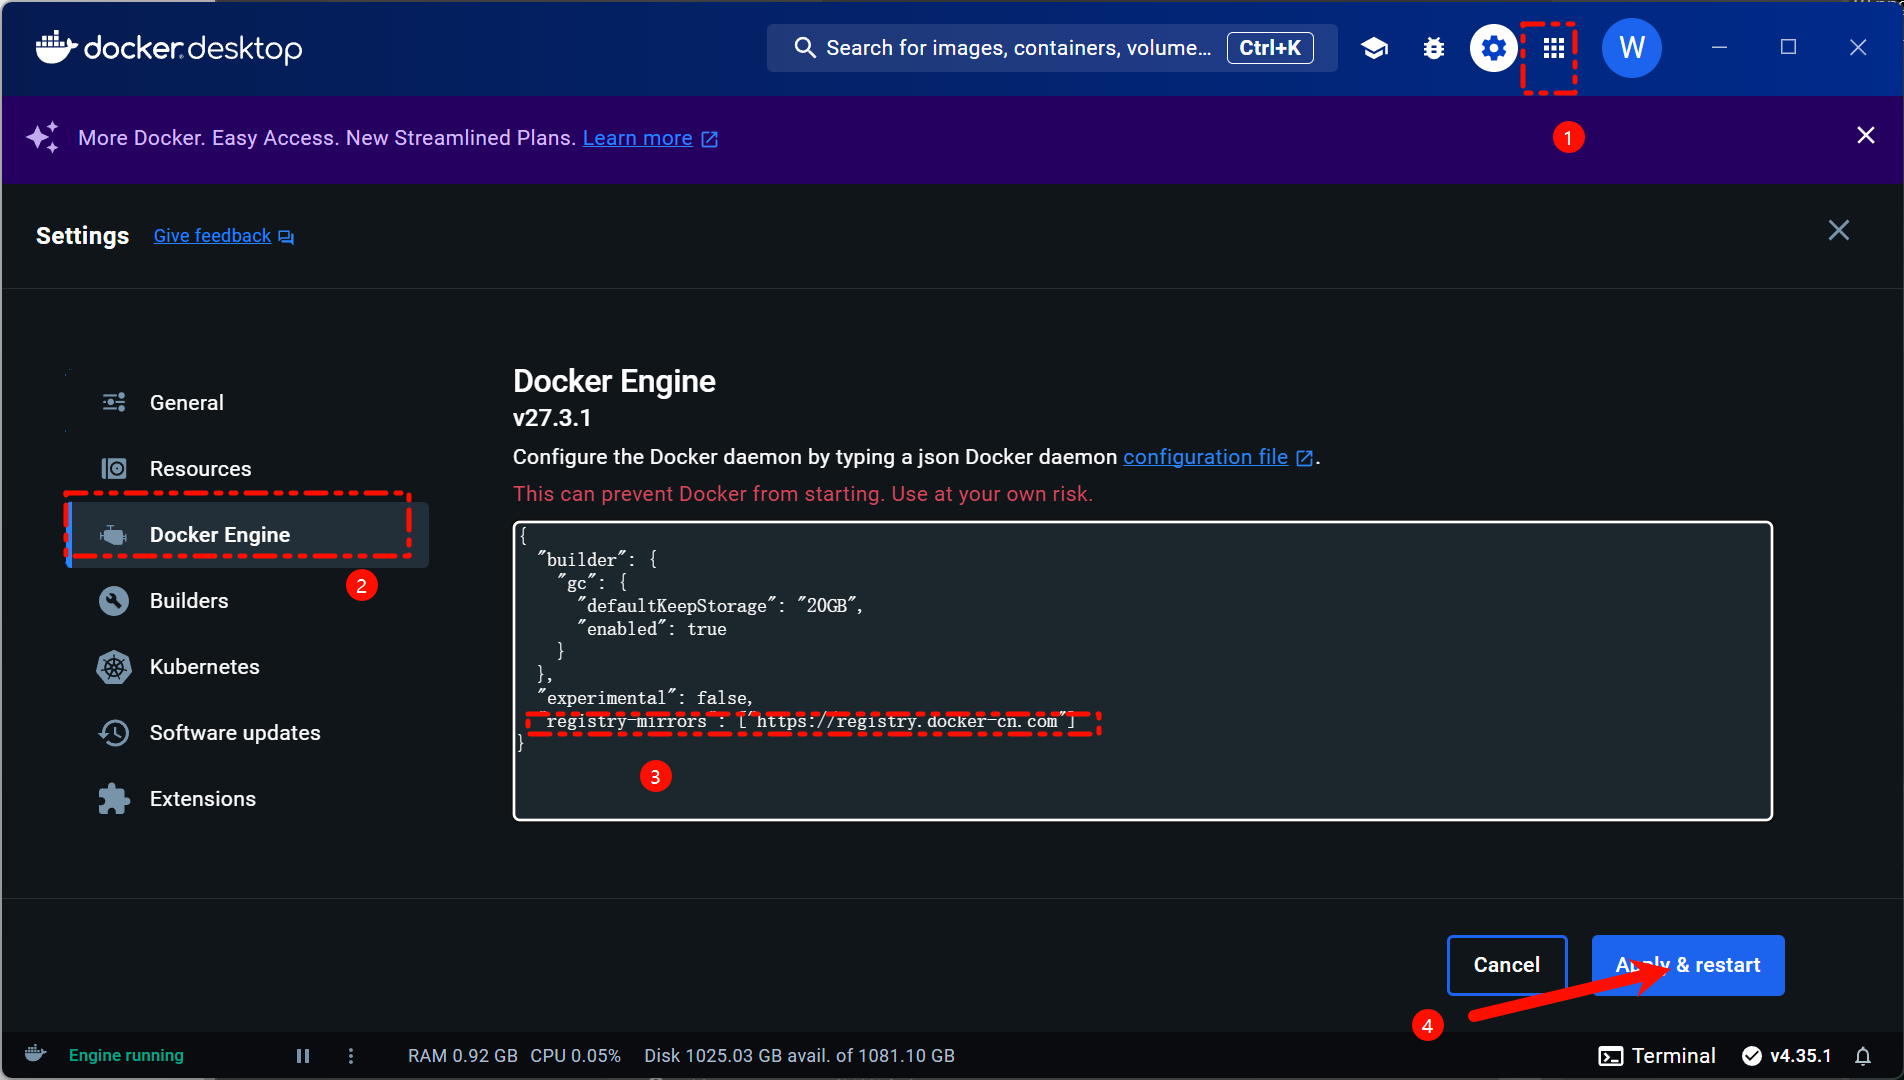 docker desktop
Search for images, containers, volume... Ctrl+K
W
More Docker. Easy Access. New Streamlined Plans. Learn more
1
Settings Give feedback
General
Resources
Docker Engine
2
Builders
Kubernetes
Software updates
Extensions
Docker Engine
v27.3.1
Configure the Docker daemon by typing a json Docker daemon configuration file.
This can prevent Docker from starting. Use at your own risk.
{
"builder": {
"gc": {
"defaultKeepStorage": "20GB",
"enabled": true
}
},
"experimental": false,
"registry-mirrors": ["https://registry.docker-cn.com"]
}
3
Cancel
Apply & restart
4
Engine running
RAM 0.92 GB CPU 0.05% Disk 1025.03 GB avail. of 1081.10 GB
Terminal
v4.35.1